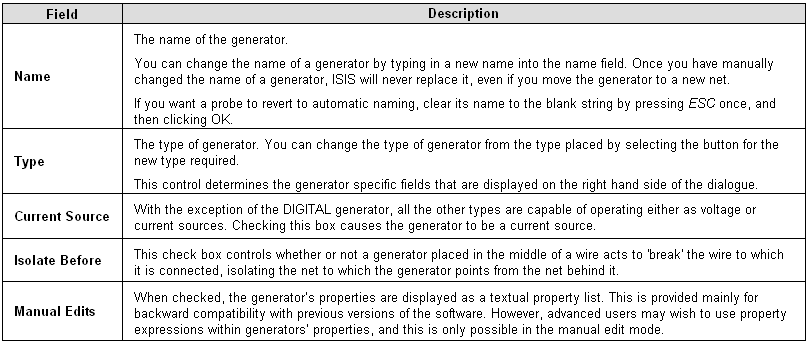 Field Description
Name
The name of the generator.
You can change the name of a generator by typing in a new name into the name field. Once you have manually
changed the name of a generator, ISIS will never replace it, even if you move the generator to a new net.
If you want a probe to revert to automatic naming, clear its name to the blank string by pressing ESC once, and
then clicking OK.
Type
The type of generator. You can change the type of generator from the type placed by selecting the button for the
new type required.
This control determines the generator specific fields that are displayed on the right hand side of the dialogue.
Current Source
With the exception of the DIGITAL generator, all the other types are capable of operating either as voltage or
current sources. Checking this box causes the generator to be a current source.
Isolate Before
This check box controls whether or not a generator placed in the middle of a wire acts to 'break' the wire to which
it is connected, isolating the net to which the generator points from the net behind it.
Manual Edits
When checked, the generator's properties are displayed as a textual property list. This is provided mainly for
backward compatibility with previous versions of the software. However, advanced users may wish to use property
expressions within generators' properties, and this is only possible in the manual edit mode.